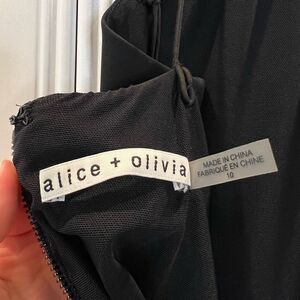 alice + olivia
MADE IN CHINA
FABRIQUÉ EN CHINE
10